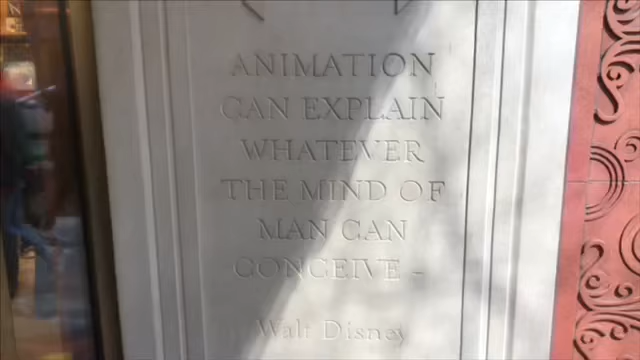 ANIMATION
CAN EXPLAIN
WHATEVER
THE MIND OF
MAN CAN
-CONCEIVE -
Walt Disney